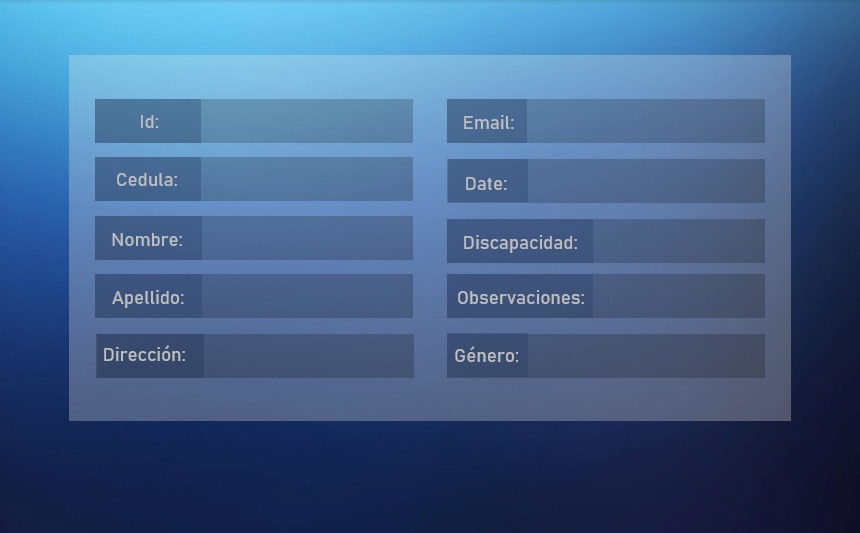 Id:
Cedula:
Nombre:
Apellido:
Dirección:
Email:
Date:
Discapacidad:
Observaciones:
Género: